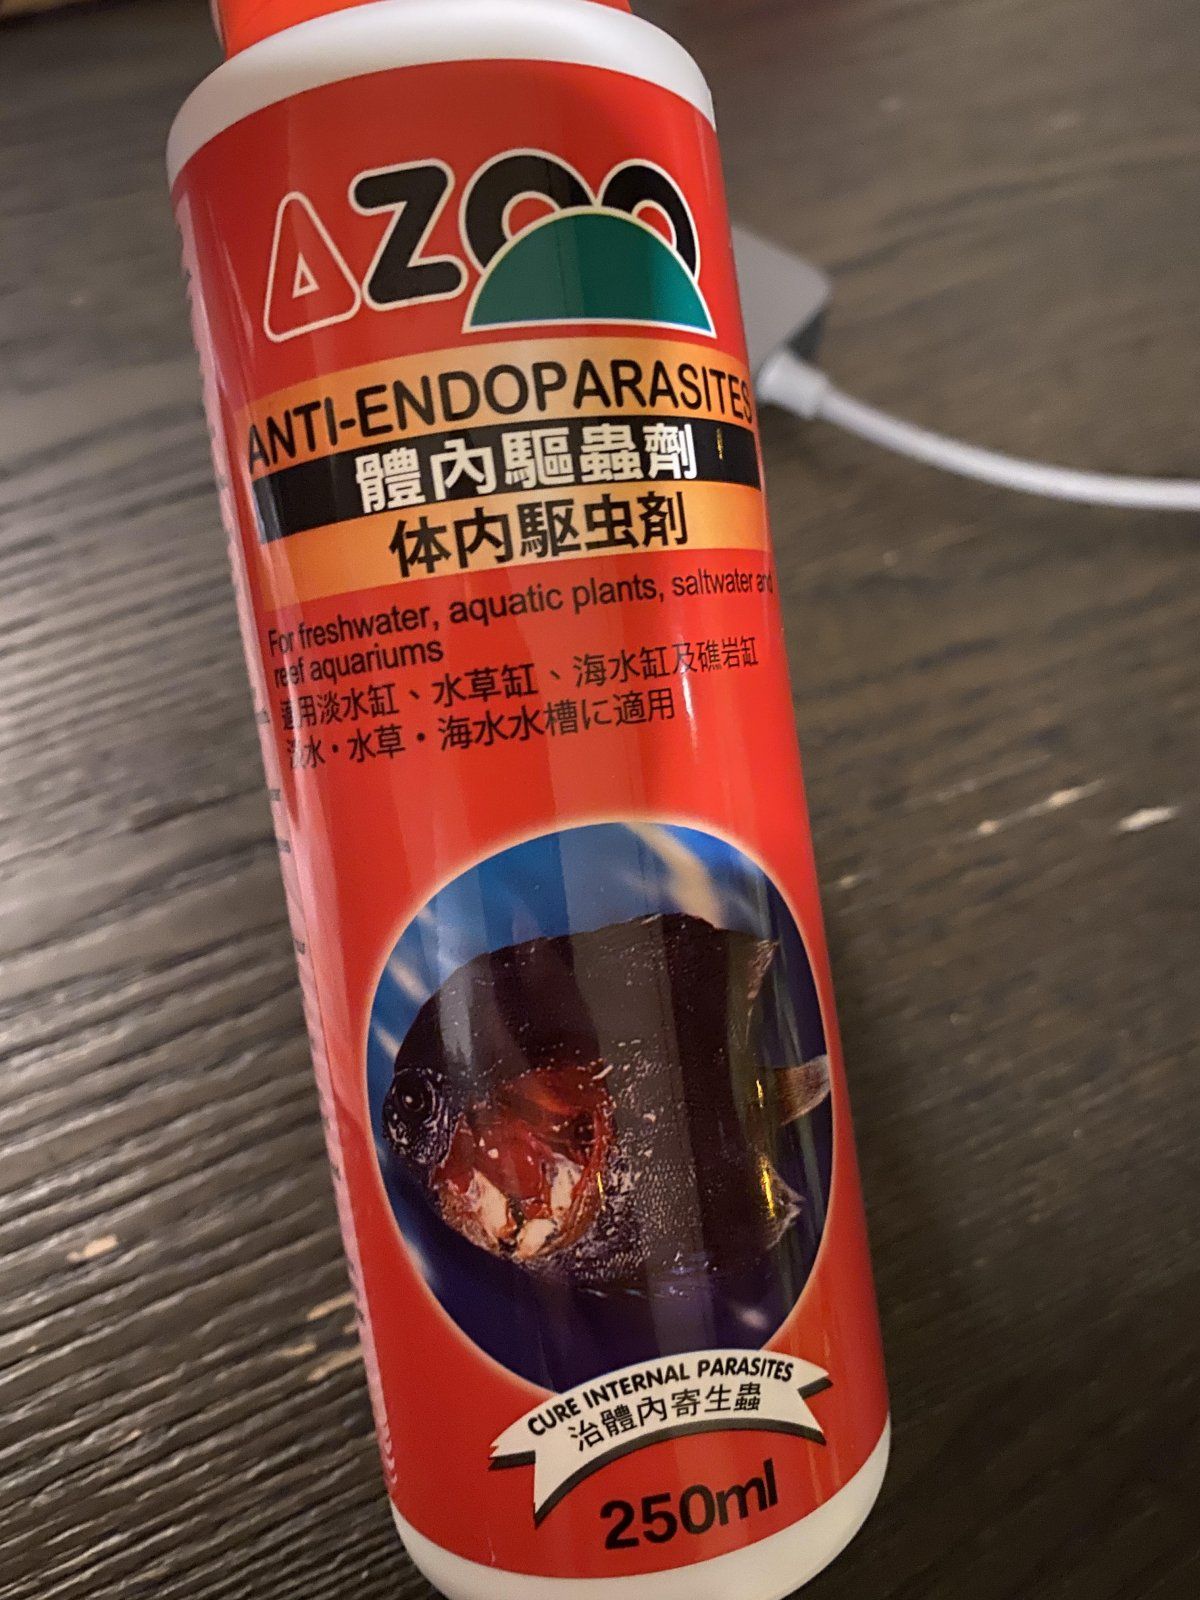 AZOO
ANTI-ENDOPARASITES
體內驅蟲劑
体内駆虫剤
For freshwater, aquatic plants, saltwater and
reef aquariums
適用淡水缸、水草缸、海水缸及礁岩缸
淡水・水草・海水水槽に適用
CURE INTERNAL PARASITES
治體內寄生蟲
250ml